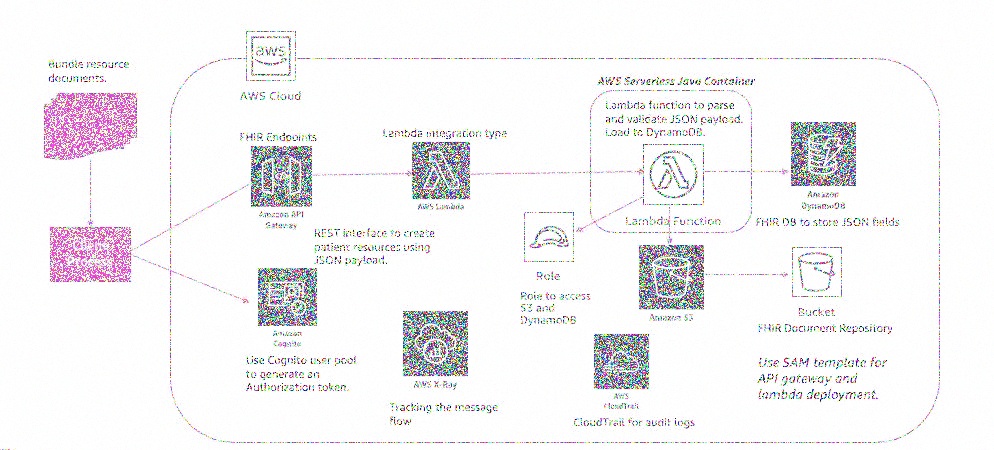 Bundle resource
documents.
aws
AWS Cloud
AWS Serverless Java Container
Lambda function to parse
and validate JSON payload.
Load to DynamoDB.
FHIR Endpoints
Lambda integration type
Amazon API
Gateway
AWS Lambda
Lambda Function
Amazon
DynamoDB
FHIR DB to store JSON fields
REST interface to create
patient resources using
JSON payload.
Role
Role to access
S3 and
DynamoDB
Amazon S3
Bucket
FHIR Document Repository
Amazon
Cognito
Use Cognito user pool
to generate an
Authorization token.
AWS X-Ray
Tracking the message
flow
AWS
CloudTrail
CloudTrail for audit logs
Use SAM template for
API gateway and
lambda deployment.